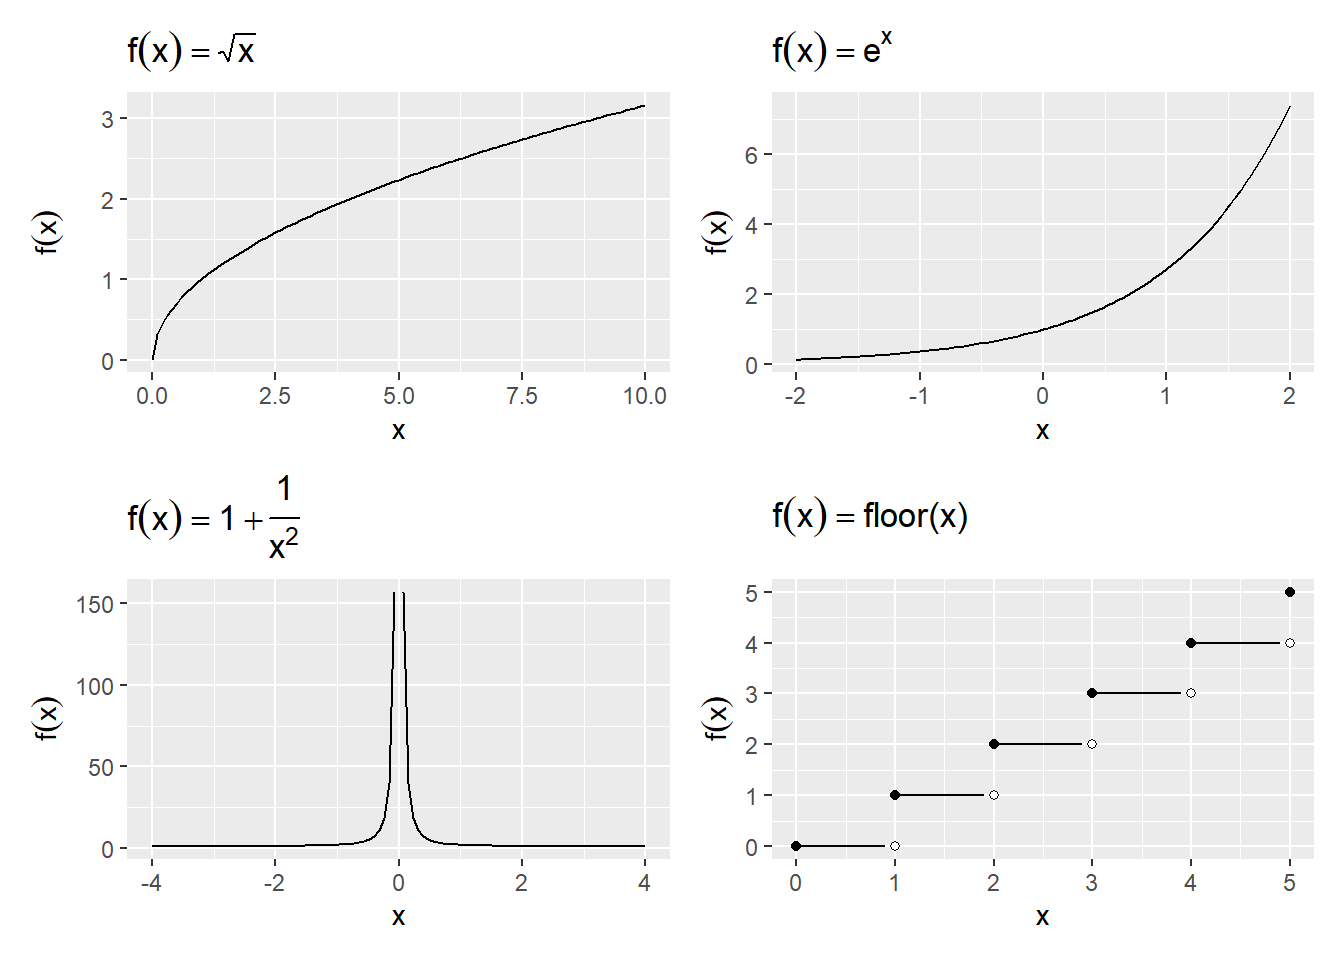 f(x) = √x
3
2
1
0
f(x)
0.0 2.5 5.0 7.5 10.0
x
f(x) = eˣ
6
4
2
0
f(x)
-2 -1 0 1 2
x
f(x) = 1 + 1/x²
150
100
50
0
f(x)
-4 -2 0 2 4
x
f(x) = floor(x)
5
4
3
2
1
0
f(x)
0 1 2 3 4 5
x